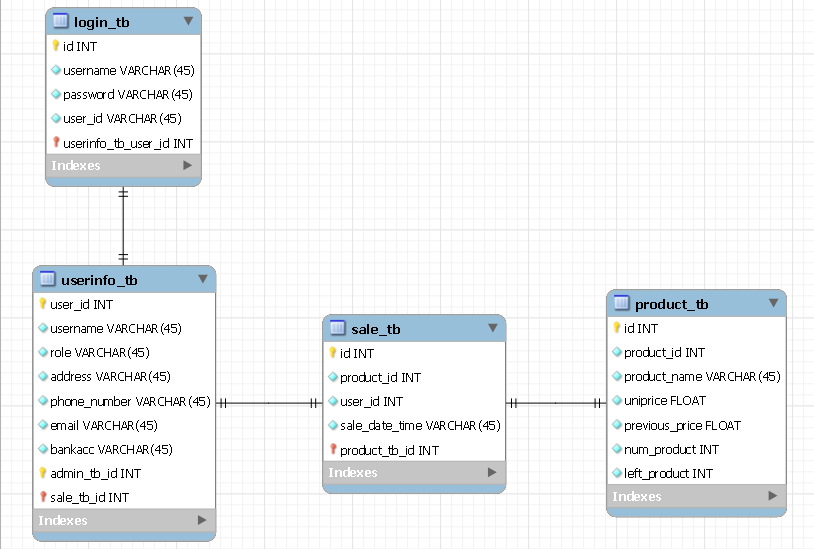 login_tb
id INT
username VARCHAR(45)
password VARCHAR(45)
user_id VARCHAR(45)
userinfo_tb_user_id INT
Indexes
userinfo_tb
user_id INT
username VARCHAR(45)
role VARCHAR(45)
address VARCHAR(45)
phone_number VARCHAR(45)
email VARCHAR(45)
bankacc VARCHAR(45)
admin_tb_id INT
sale_tb_id INT
Indexes
sale_tb
id INT
product_id INT
user_id INT
sale_date_time VARCHAR(45)
product_tb_id INT
Indexes
product_tb
id INT
product_id INT
product_name VARCHAR(45)
uniprice FLOAT
previous_price FLOAT
num_product INT
left_product INT
Indexes